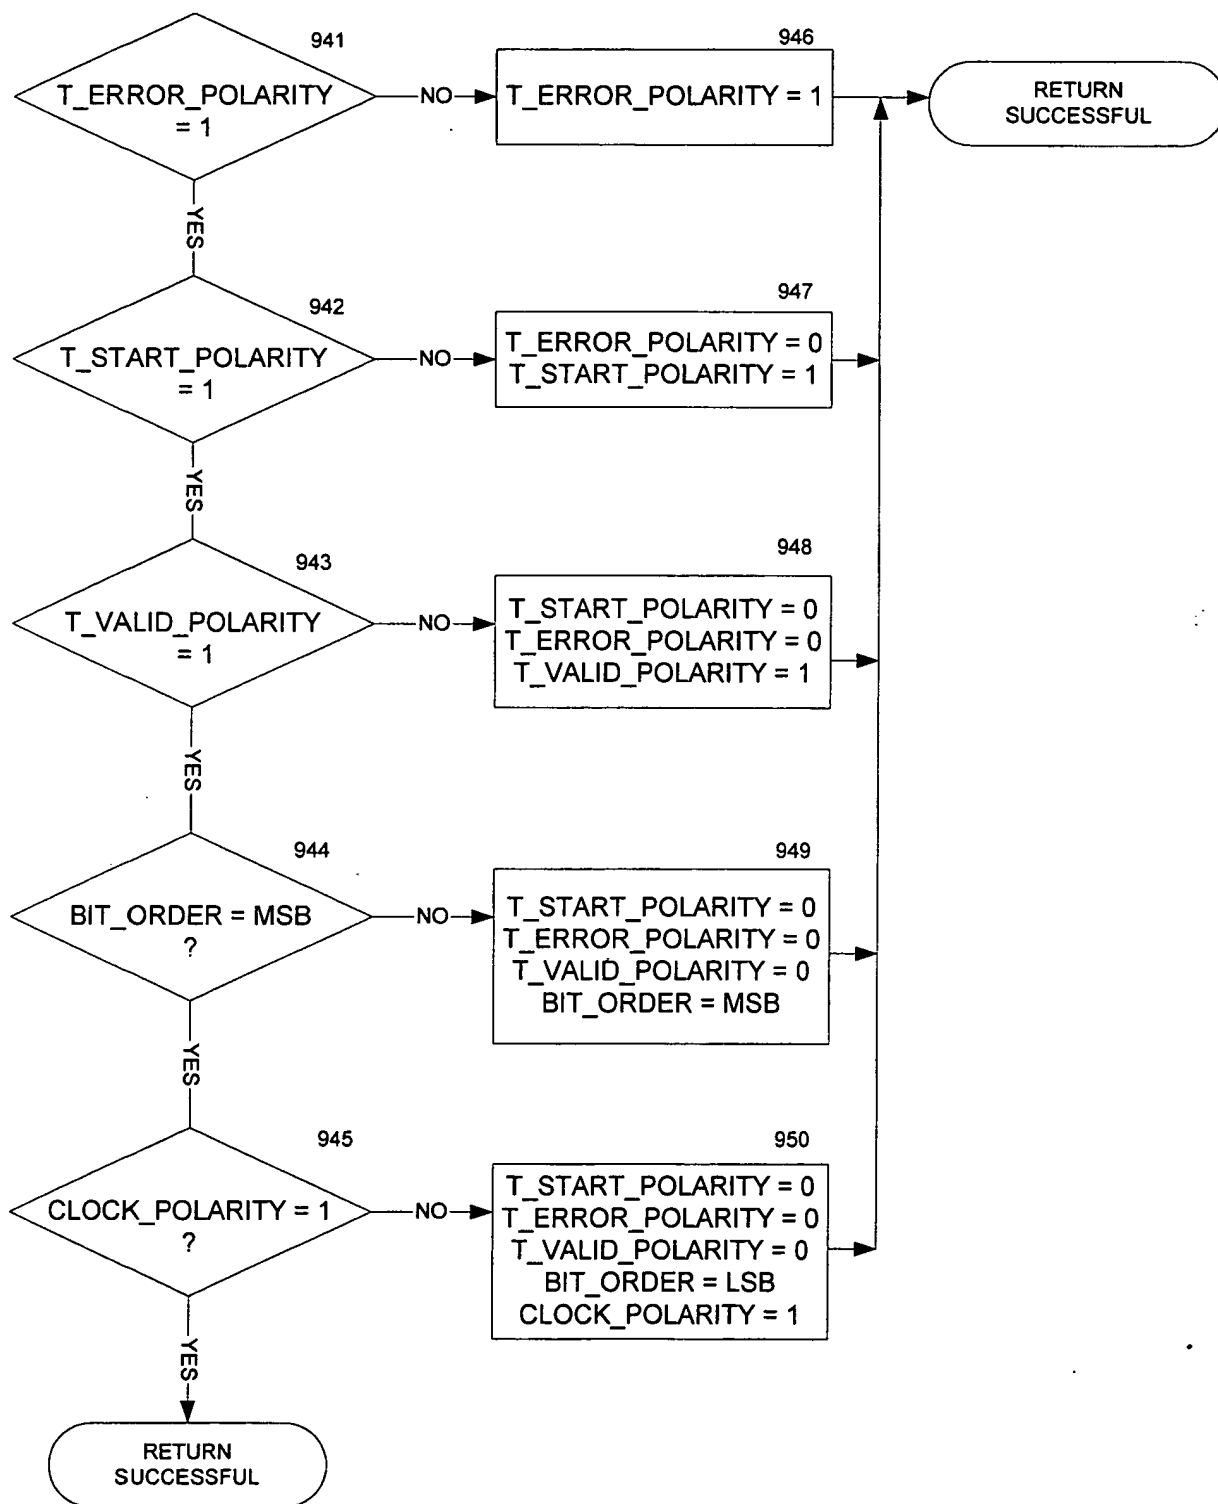 941
T_ERROR_POLARITY
= 1
NO
946
T_ERROR_POLARITY = 1
RETURN
SUCCESSFUL
YES
942
T_START_POLARITY
= 1
NO
947
T_ERROR_POLARITY = 0
T_START_POLARITY = 1
YES
943
T_VALID_POLARITY
= 1
NO
948
T_START_POLARITY = 0
T_ERROR_POLARITY = 0
T_VALID_POLARITY = 1
YES
944
BIT_ORDER = MSB
?
NO
949
T_START_POLARITY = 0
T_ERROR_POLARITY = 0
T_VALID_POLARITY = 0
BIT_ORDER = MSB
YES
945
CLOCK_POLARITY = 1
?
NO
950
T_START_POLARITY = 0
T_ERROR_POLARITY = 0
T_VALID_POLARITY = 0
BIT_ORDER = LSB
CLOCK_POLARITY = 1
YES
RETURN
SUCCESSFUL